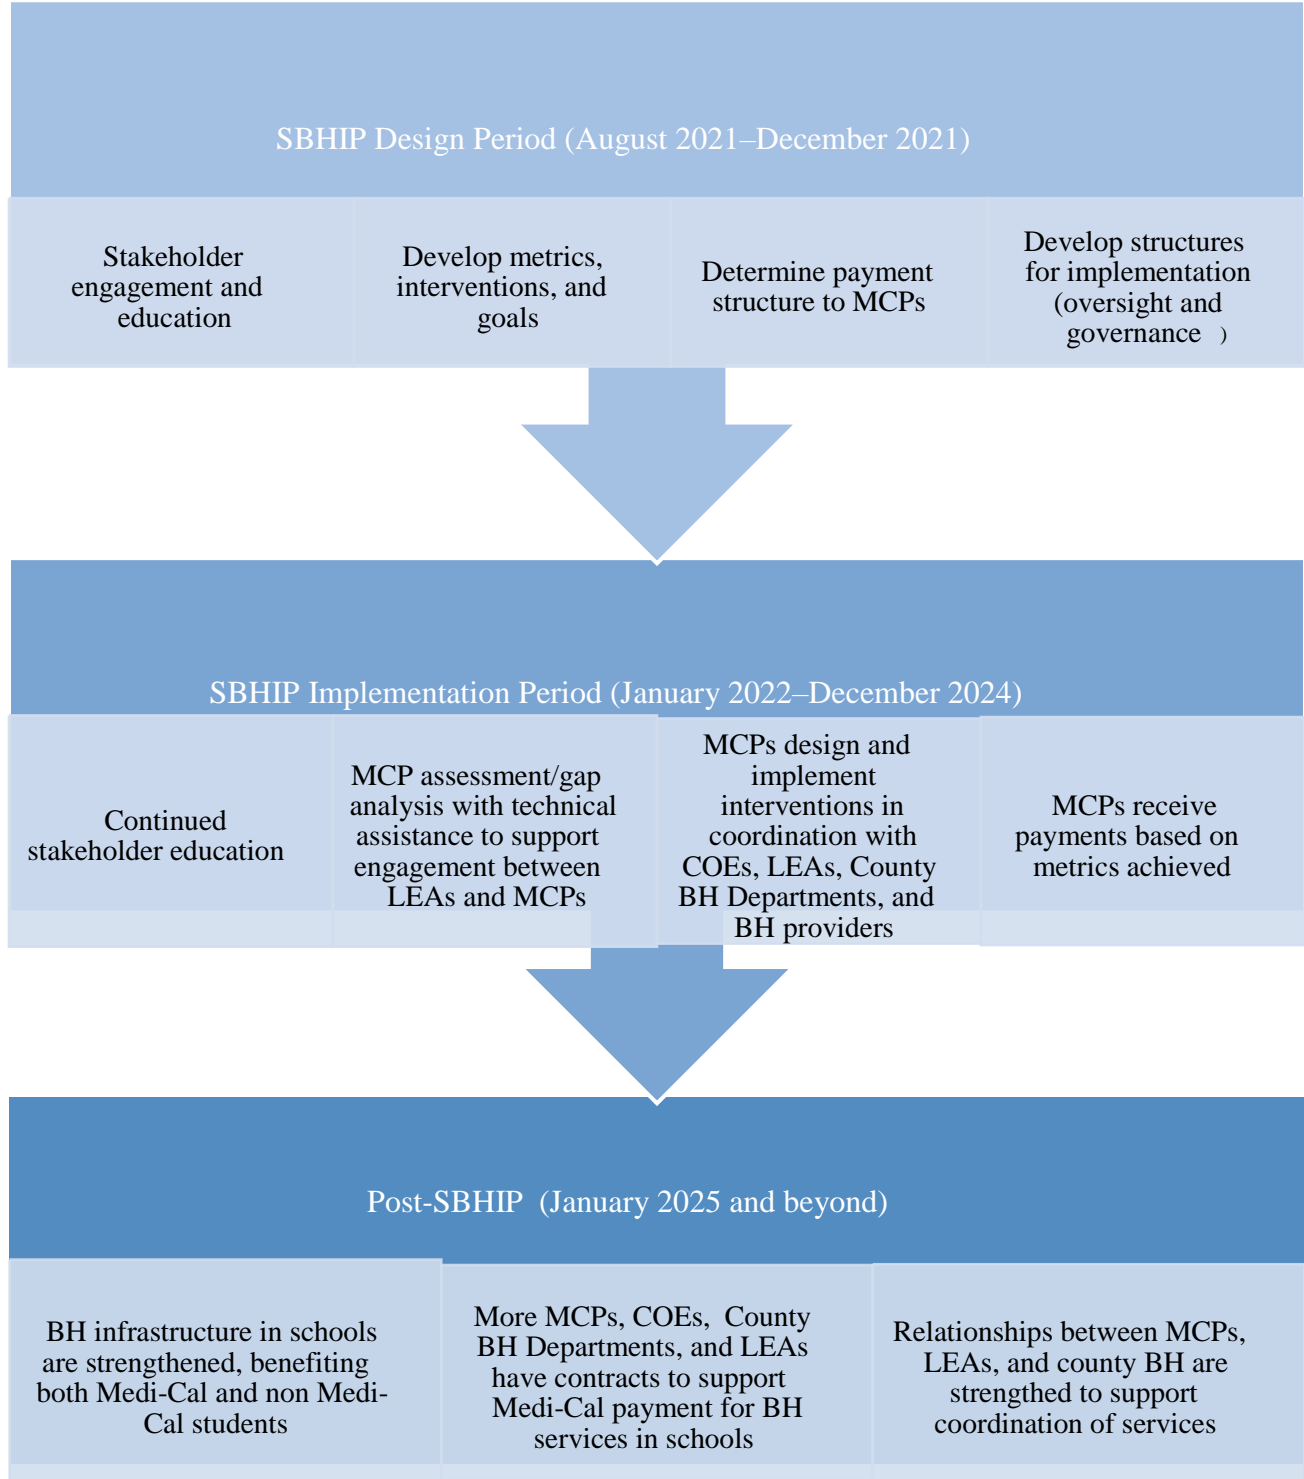 SBHIP Design Period (August 2021–December 2021)
Stakeholder
engagement and
education
Develop metrics,
interventions, and
goals
Determine payment
structure to MCPs
Develop structures
for implementation
(oversight and
governance )
SBHIP Implementation Period (January 2022–December 2024)
Continued
stakeholder education
MCP assessment/gap
analysis with technical
assistance to support
engagement between
LEAs and MCPs
MCPs design and
implement
interventions in
coordination with
COEs, LEAs, County
BH Departments, and
BH providers
MCPs receive
payments based on
metrics achieved
Post-SBHIP (January 2025 and beyond)
BH infrastructure in schools
are strengthened, benefiting
both Medi-Cal and non Medi-
Cal students
More MCPs, COEs, County
BH Departments, and LEAs
have contracts to support
Medi-Cal payment for BH
services in schools
Relationships between MCPs,
LEAs, and county BH are
strengthed to support
coordination of services